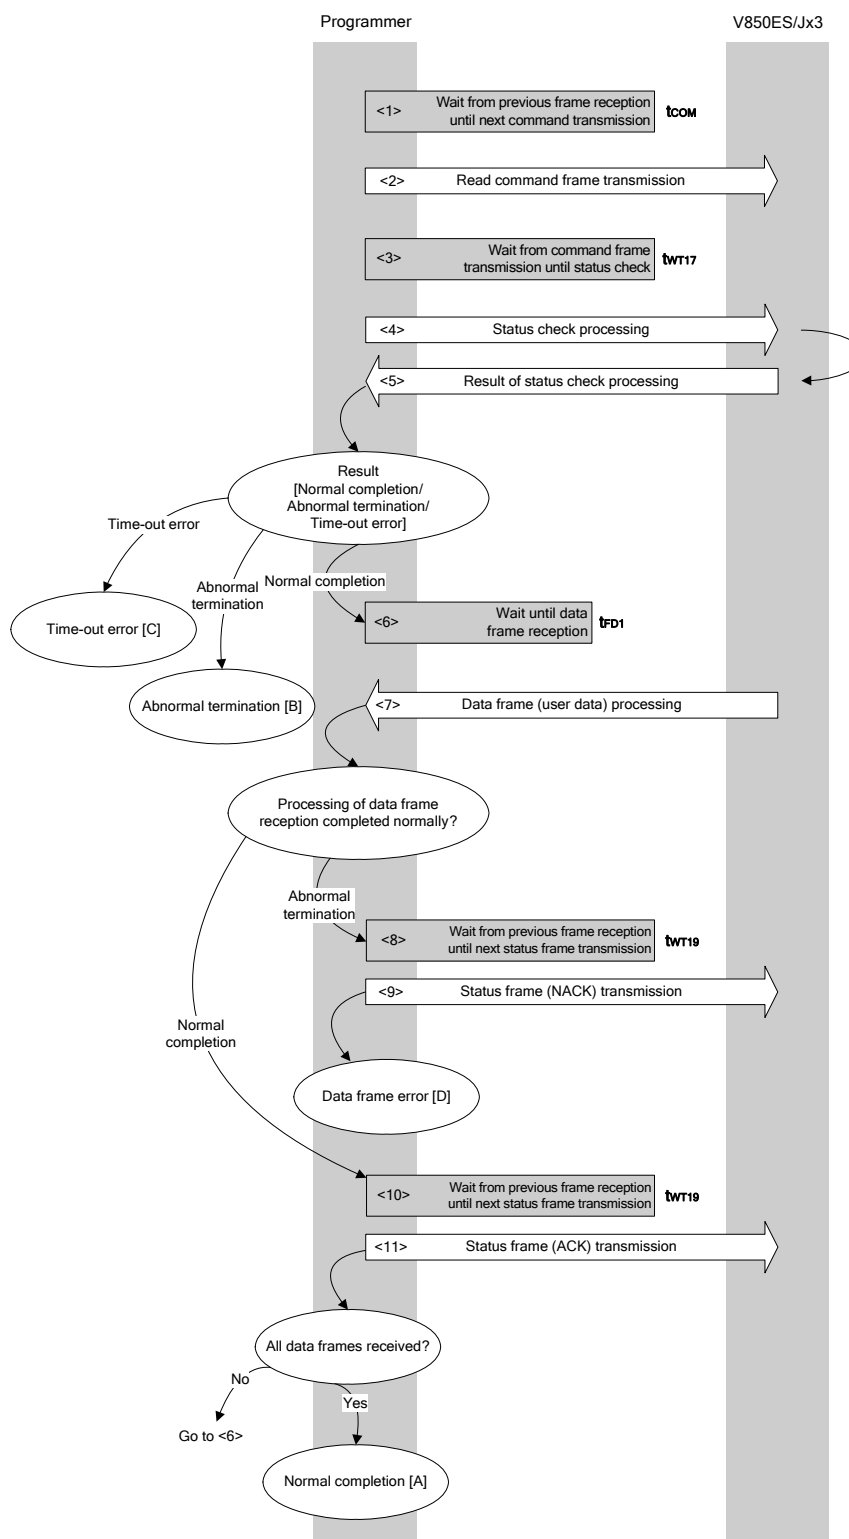 Programmer
V850ES/Jx3
<1>
Wait from previous frame reception
until next command transmission
tCOM
<2>
Read command frame transmission
<3>
Wait from command frame
transmission until status check
tWT17
<4>
Status check processing
<5>
Result of status check processing
Result
[Normal completion/
Abnormal termination/
Time-out error]
Time-out error
Abnormal
termination
Normal completion
Time-out error [C]
<6>
Wait until data
frame reception
tFD1
Abnormal termination [B]
<7>
Data frame (user data) processing
Processing of data frame
reception completed normally?
Abnormal
termination
<8>
Wait from previous frame reception
until next status frame transmission
tWT19
<9>
Status frame (NACK) transmission
Normal
completion
Data frame error [D]
<10>
Wait from previous frame reception
until next status frame transmission
tWT19
<11>
Status frame (ACK) transmission
All data frames received?
No
Yes
Go to <6>
Normal completion [A]